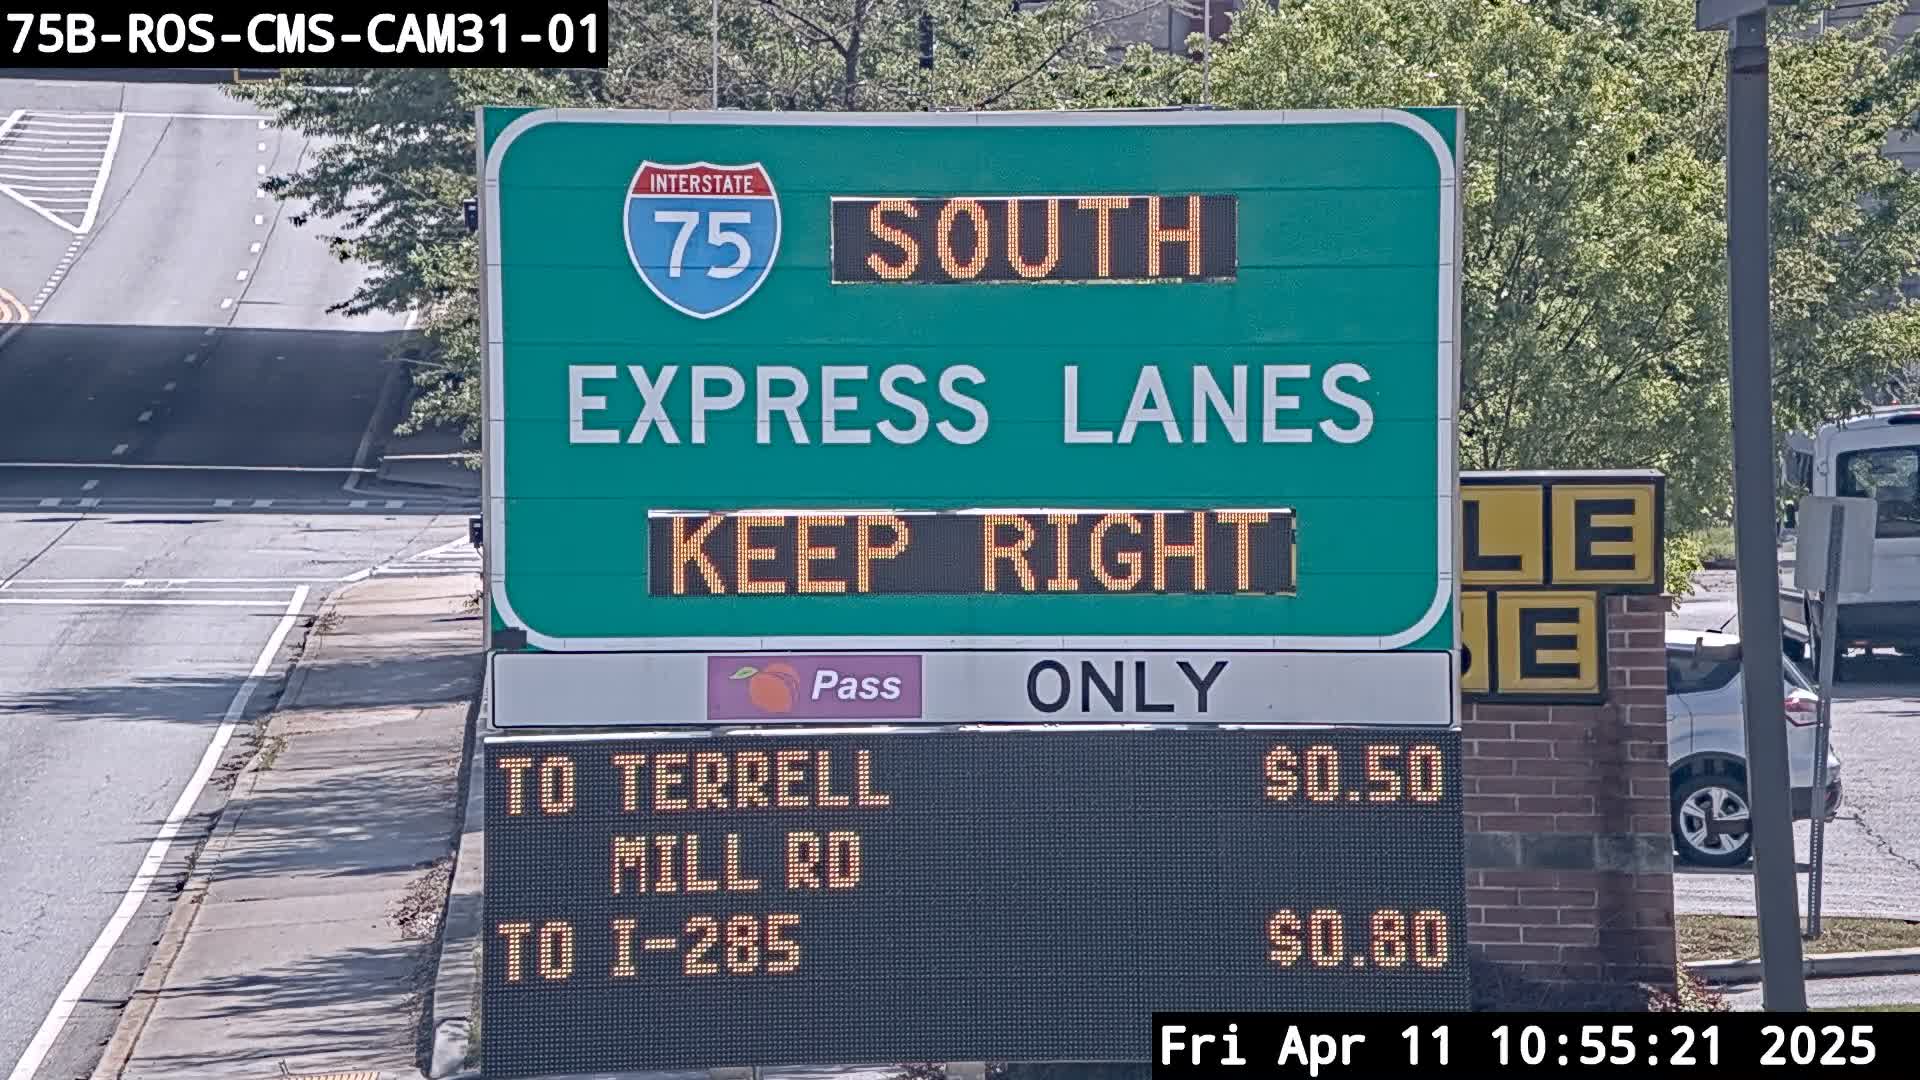 75B-ROS-CMS-CAM31-01
INTERSTATE
75
SOUTH
EXPRESS LANES
KEEP RIGHT
LE
E
Pass ONLY
TO TERRELL $0.50
MILL RD
TO I-285 $0.80
Fri Apr 11 10:55:21 2025